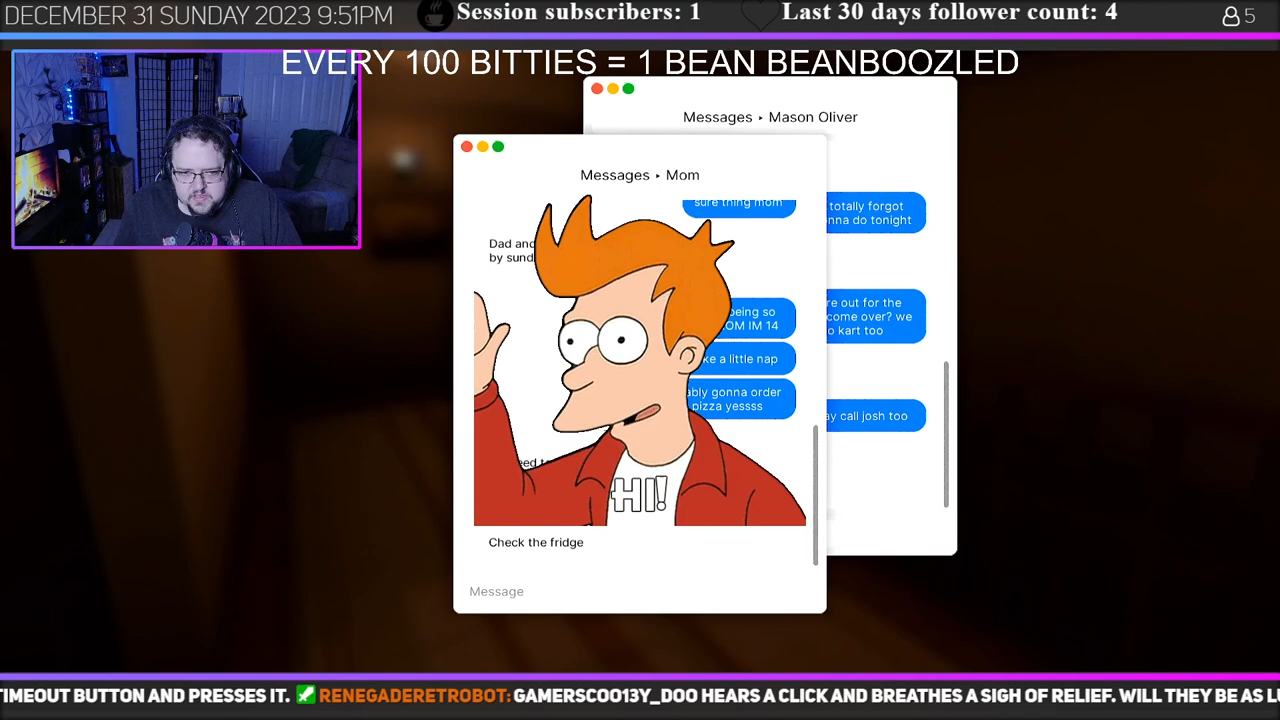 DECEMBER 31 SUNDAY 2023 9:51PM
Session subscribers: 1
Last 30 days follower count: 4
5
EVERY 100 BITTIES = 1 BEAN BEANBOOZLED
Messages ‣ Mason Oliver
totally forgot
nna do tonight
re out for the
come over? we
o kart too
ay call josh too
Messages ‣ Mom
sure thing mom
Dad and
by sund
being so
OM IM 14
ke a little nap
ably gonna order
pizza yessss
eed to
HI!
Check the fridge
Message
TIMEOUT BUTTON AND PRESSES IT. RENEGADERETROBOT: GAMERSCOO13Y_DOO HEARS A CLICK AND BREATHES A SIGH OF RELIEF. WILL THEY BE AS LU